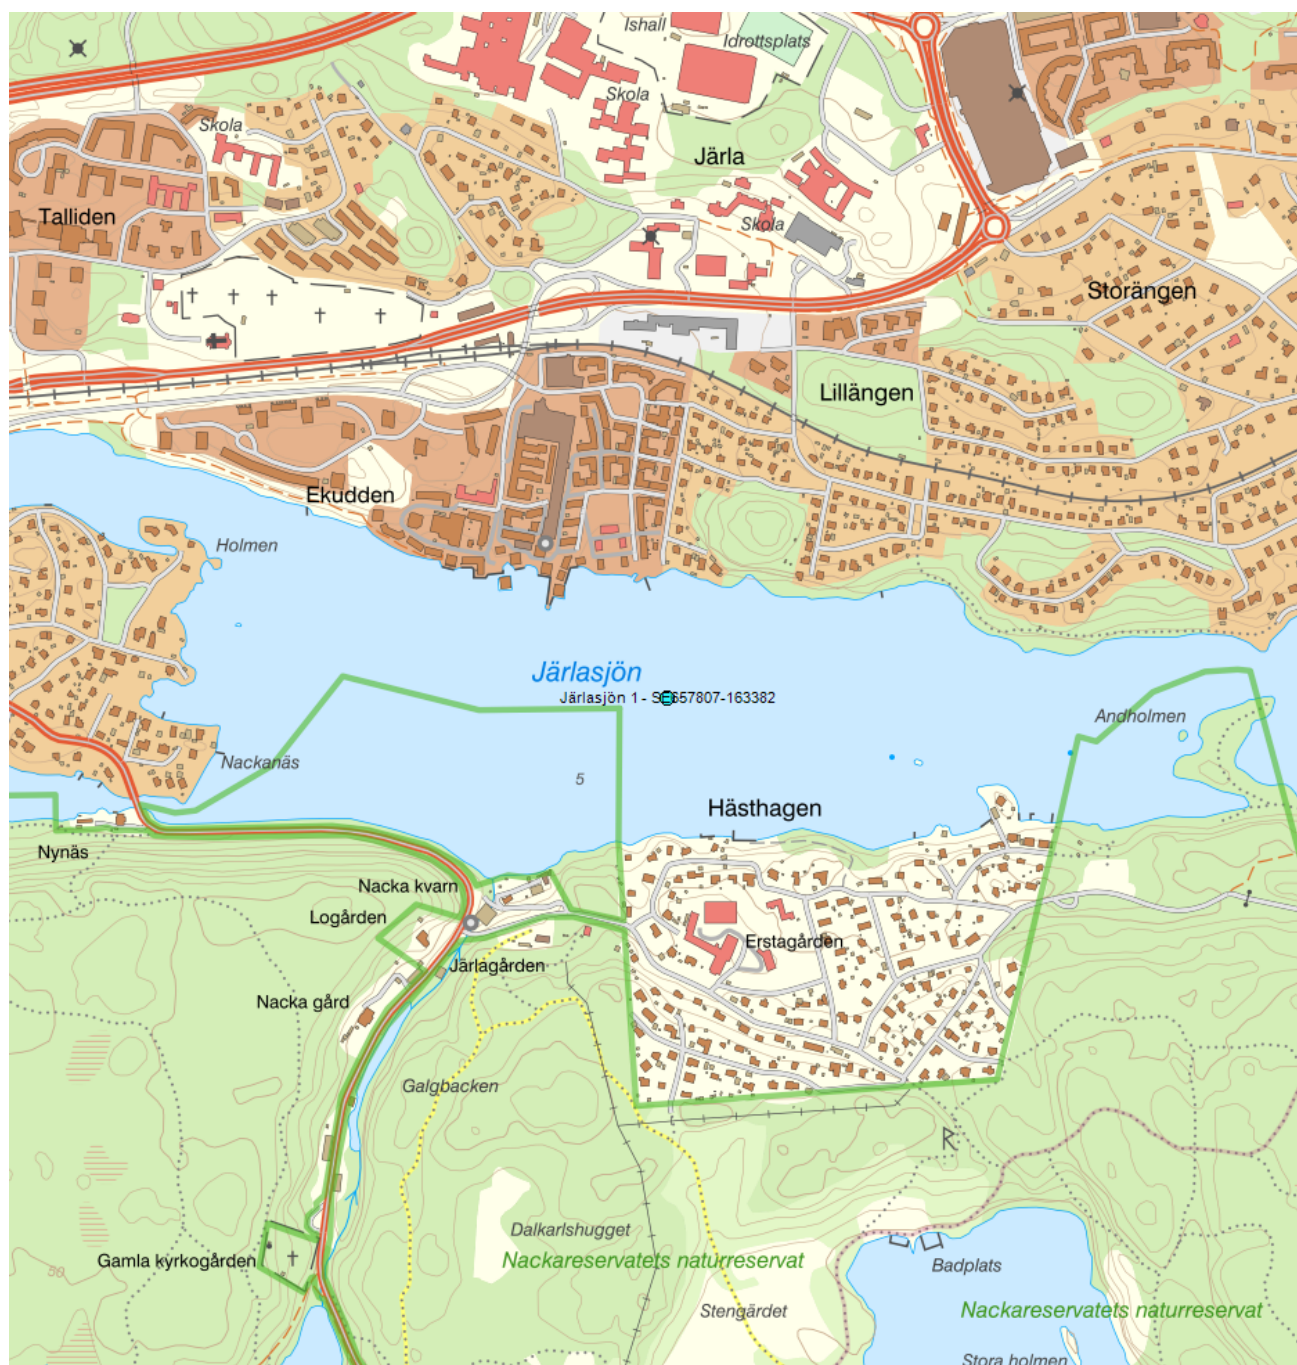 Ishall
Idrottsplats
Skola
Skola
Järla
Talliden
Skola
Storängen
Lillängen
Ekudden
Holmen
Järlasjön
Järlasjön 1 - SE657807-163382
Andholmen
Nackanäs
5
Hästhagen
Nynäs
Nacka kvarn
Logården
Erstagården
Järlagården
Nacka gård
Galgbacken
R
Dalkarlshugget
Gamla kyrkogården
Nackareservatets naturreservat
Badplats
50
Stengärdet
Nackareservatets naturreservat
Stora holmen